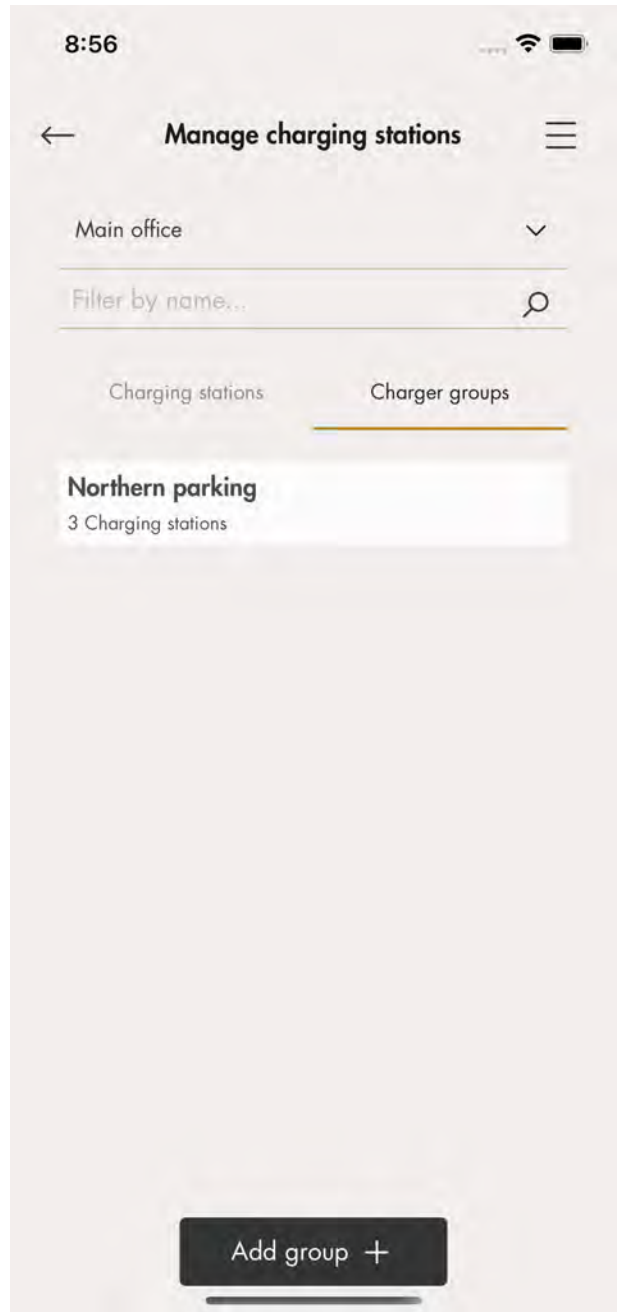 8:56
Manage charging stations
Main office
Filter by name...
Charging stations Charger groups
Northern parking
3 Charging stations
Add group +